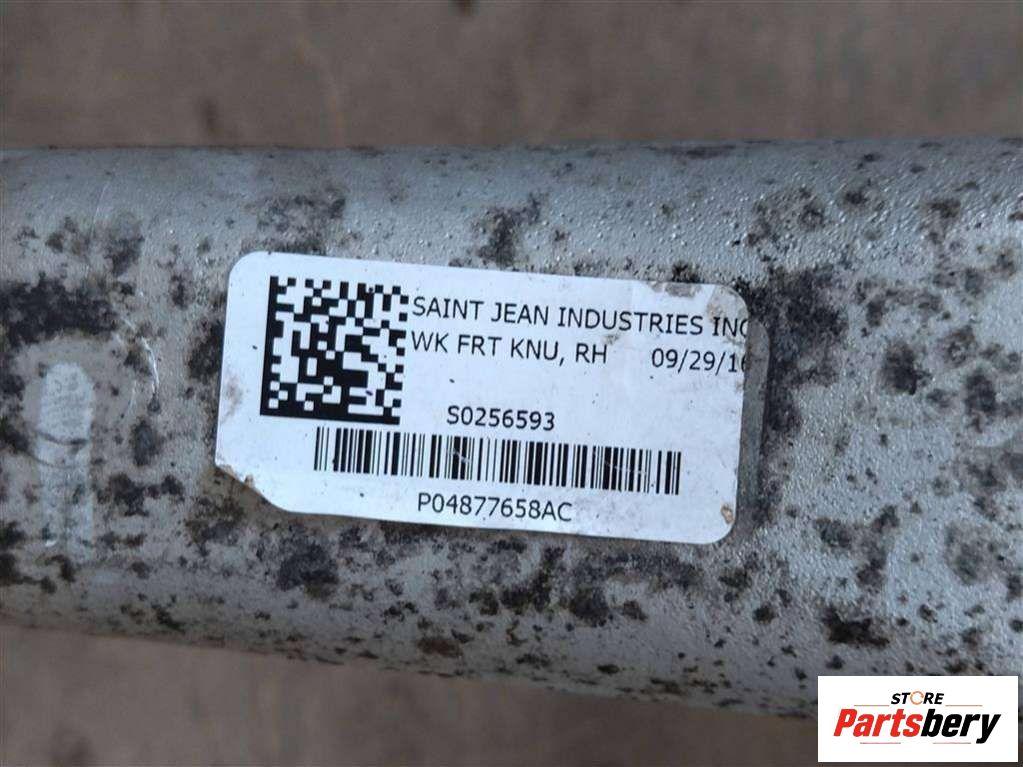 SAINT JEAN INDUSTRIES INC
WK FRT KNU, RH 09/29/16
S0256593
P04877658AC
STORE
Partsbery